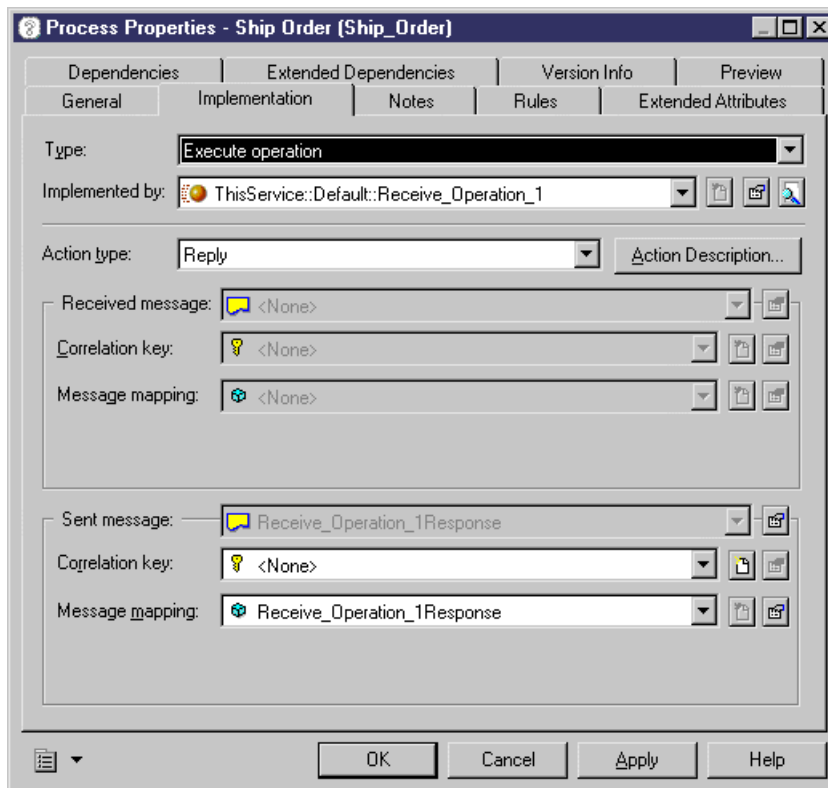 Process Properties - Ship Order (Ship_Order)
Dependencies Extended Dependencies Version Info Preview
General Implementation Notes Rules Extended Attributes
Type: Execute operation
Implemented by: ThisService::Default::Receive_Operation_1
Action type: Reply Action Description...
Received message: <None>
Correlation key: <None>
Message mapping: <None>
Sent message: Receive_Operation_1Response
Correlation key: <None>
Message mapping: Receive_Operation_1Response
OK Cancel Apply Help